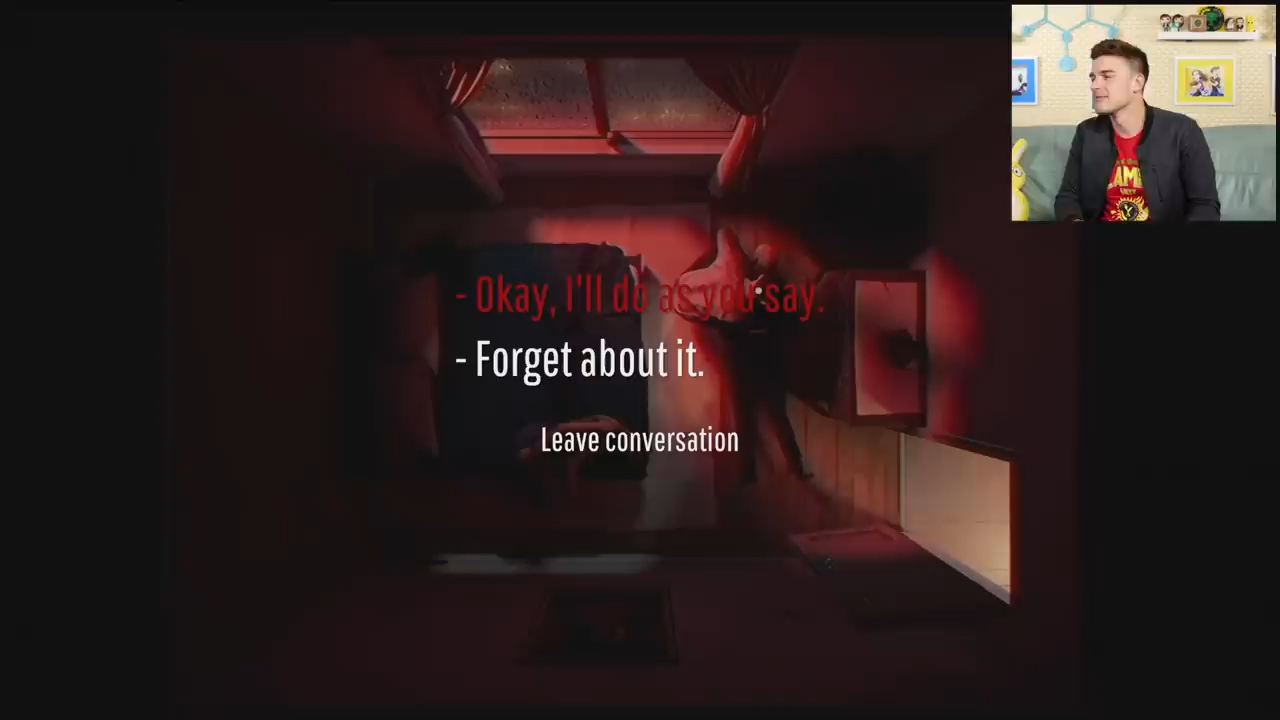 - Okay, I'll do as you say.
- Forget about it.
Leave conversation